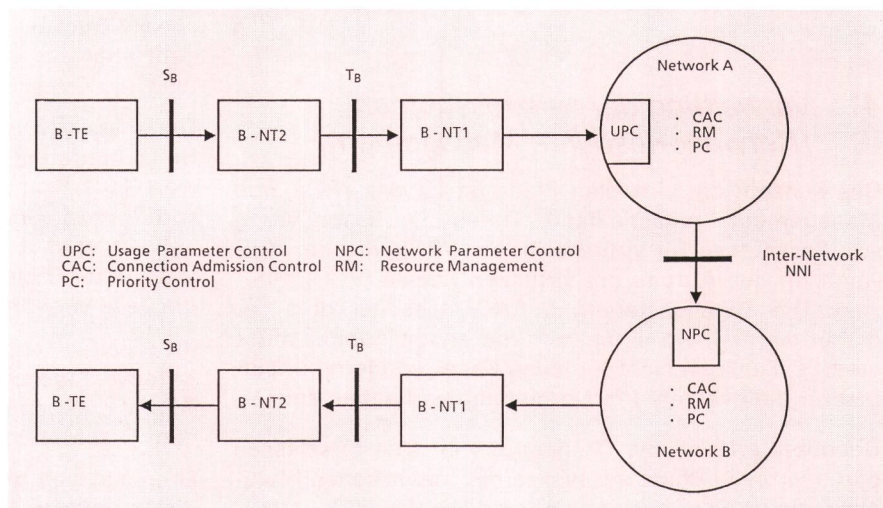 Network A
S_B
T_B
B - TE
B - NT2
B - NT1
UPC
· CAC
RM
· PC
UPC: Usage Parameter Control
NPC: Network Parameter Control
CAC: Connection Admission Control
RM: Resource Management
PC: Priority Control
Inter-Network
NNI
S_B
T_B
NPC
B - TE
B - NT2
B - NT1
· CAC
RM
· PC
Network B